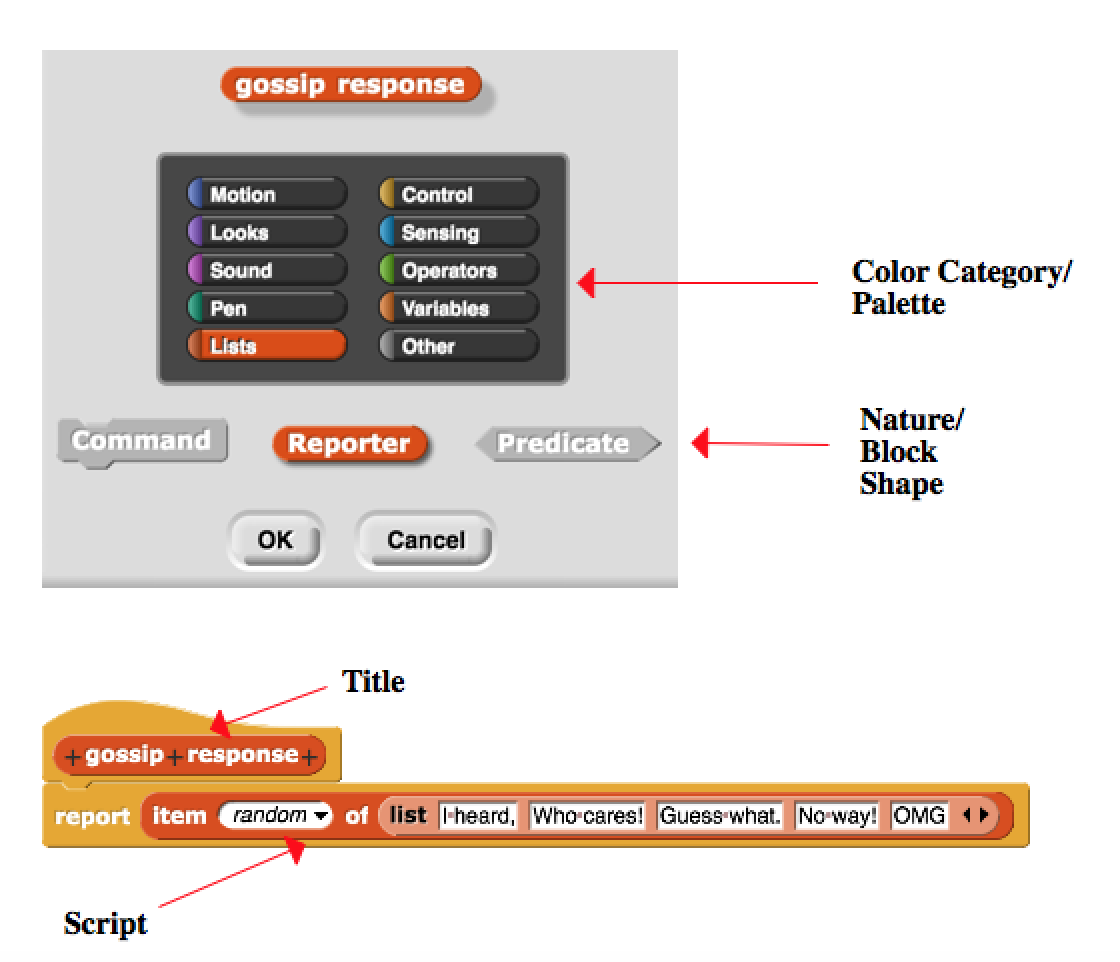 gossip response
Motion Control
Looks Sensing
Sound Operators
Pen Variables
Lists Other
Color Category/
Palette
Command Reporter Predicate
Nature/
Block
Shape
OK Cancel
Title
+ gossip + response +
report item random of list I heard, Who cares! Guess what. No way! OMG
Script